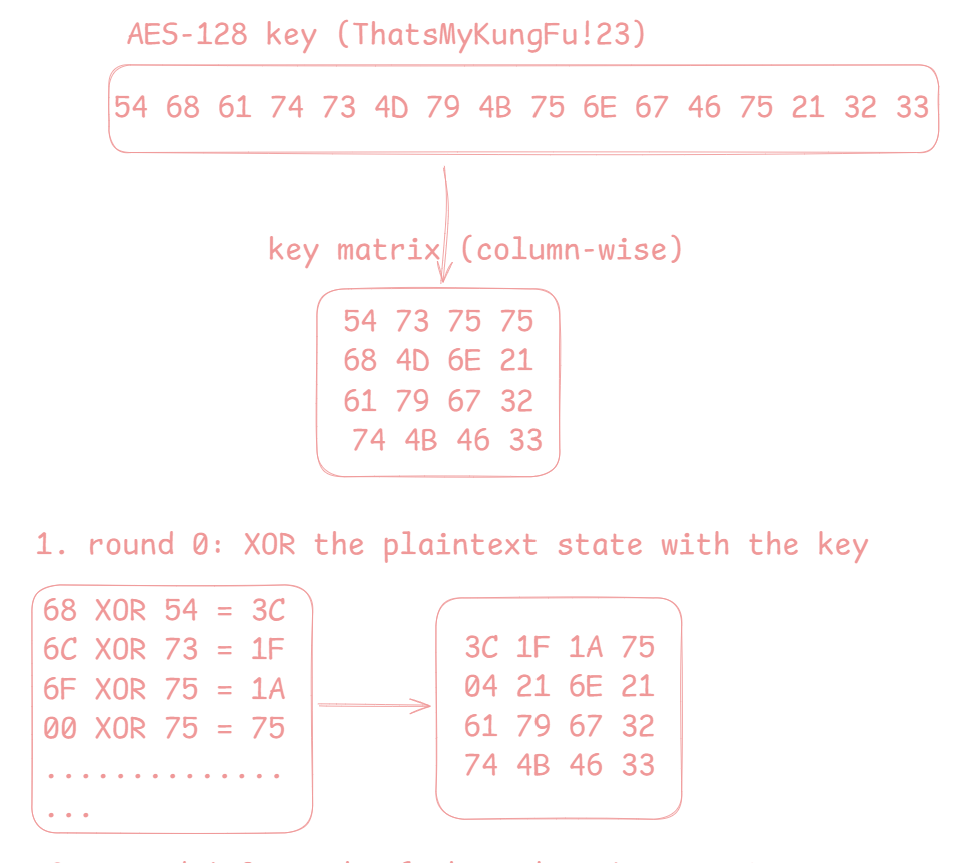 AES-128 key (ThatsMyKungFu!23)
54 68 61 74 73 4D 79 4B 75 6E 67 46 75 21 32 33
key matrix (column-wise)
54 73 75 75
68 4D 6E 21
61 79 67 32
74 4B 46 33
1. round 0: XOR the plaintext state with the key
68 XOR 54 = 3C
6C XOR 73 = 1F
6F XOR 75 = 1A
00 XOR 75 = 75
..............
...
3C 1F 1A 75
04 21 6E 21
61 79 67 32
74 4B 46 33